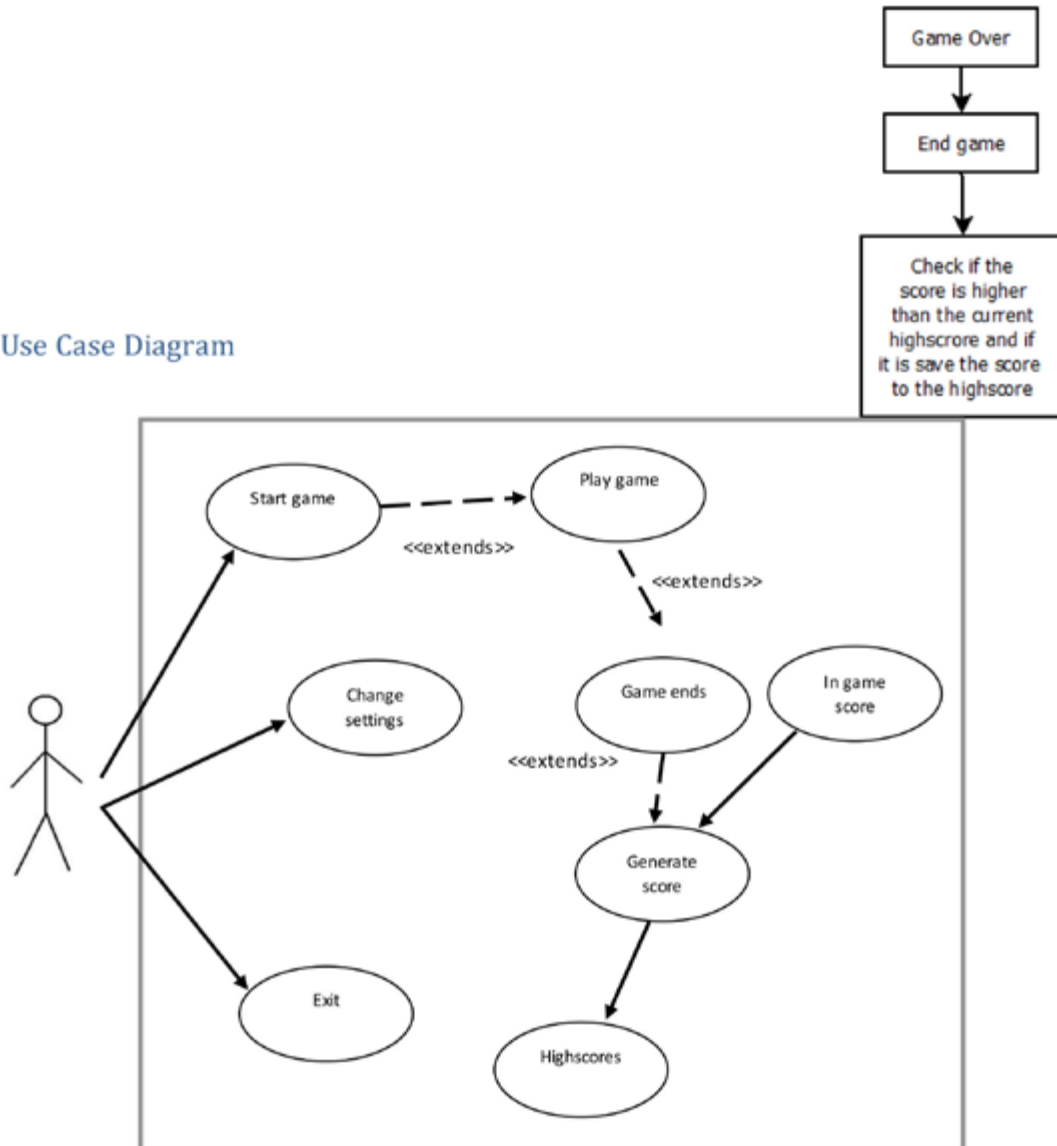 Game Over
End game
Check if the
score is higher
than the current
highscrore and if
it is save the score
to the highscore
Use Case Diagram
Start game
Play game
<<extends>>
<<extends>>
Change
settings
Game ends
In game
score
<<extends>>
Generate
score
Exit
Highscores